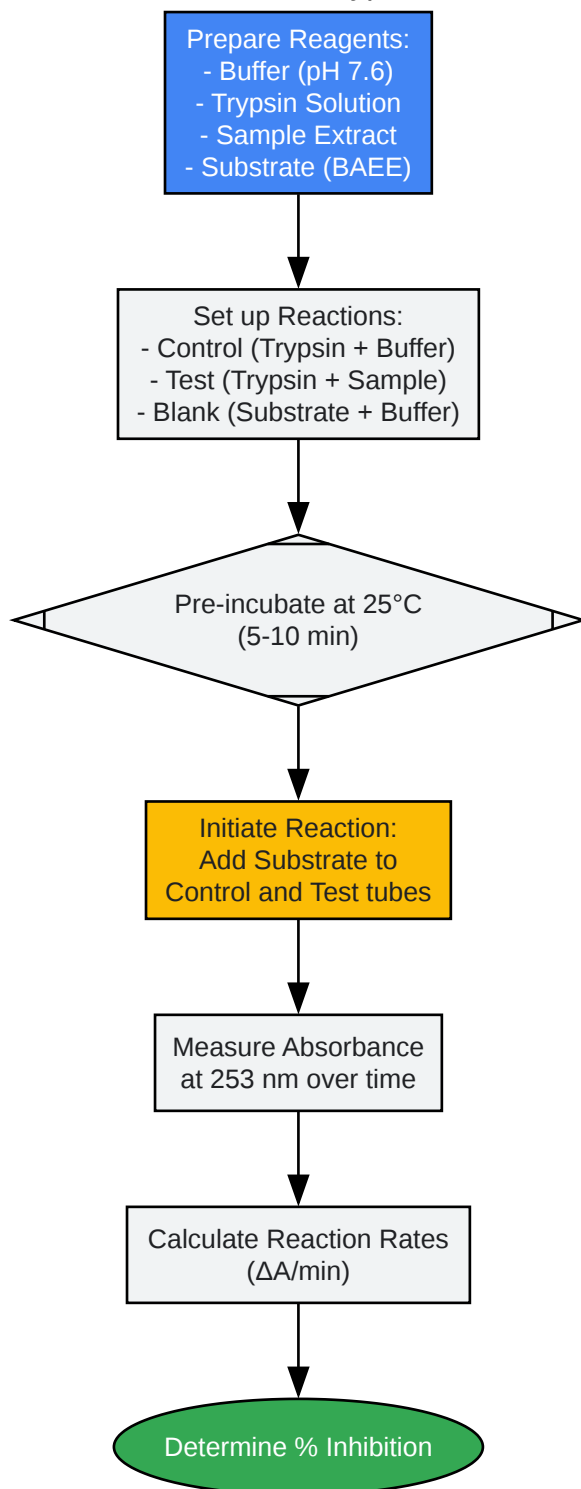 Prepare Reagents:
- Buffer (pH 7.6)
- Trypsin Solution
- Sample Extract
- Substrate (BAEE)
Set up Reactions:
- Control (Trypsin + Buffer)
- Test (Trypsin + Sample)
- Blank (Substrate + Buffer)
Pre-incubate at 25°C
(5-10 min)
Initiate Reaction:
Add Substrate to
Control and Test tubes
Measure Absorbance
at 253 nm over time
Calculate Reaction Rates
(ΔA/min)
Determine % Inhibition